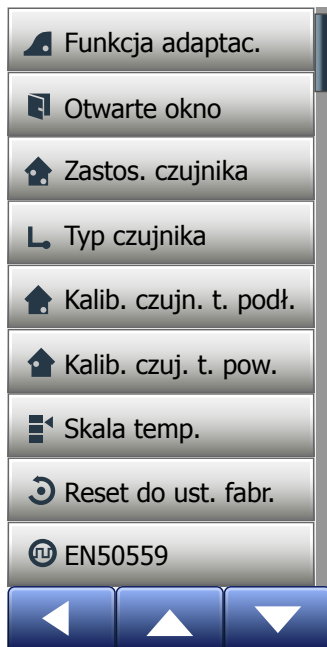 Funkcja adaptac.
Otwarte okno
Zastos. czujnika
Typ czujnika
Kalib. czujn. t. podł.
Kalib. czuj. t. pow.
Skala temp.
Reset do ust. fabr.
EN50559